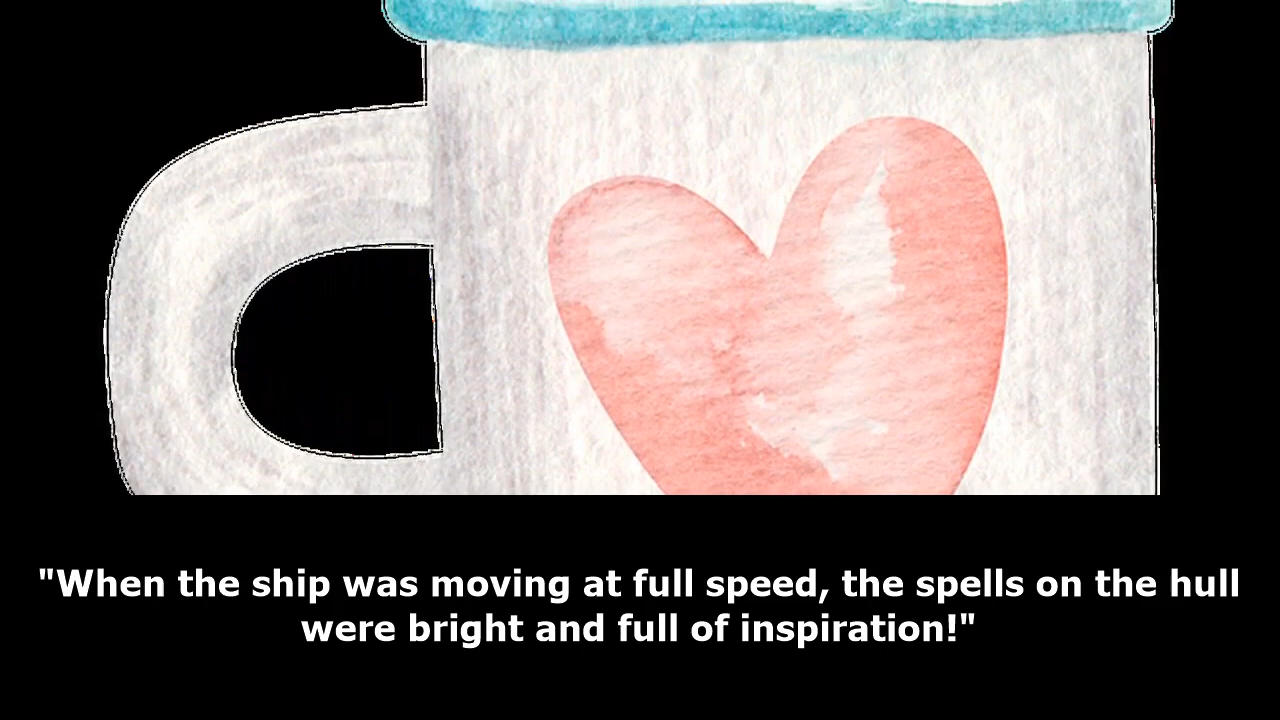 "When the ship was moving at full speed, the spells on the hull
were bright and full of inspiration!"